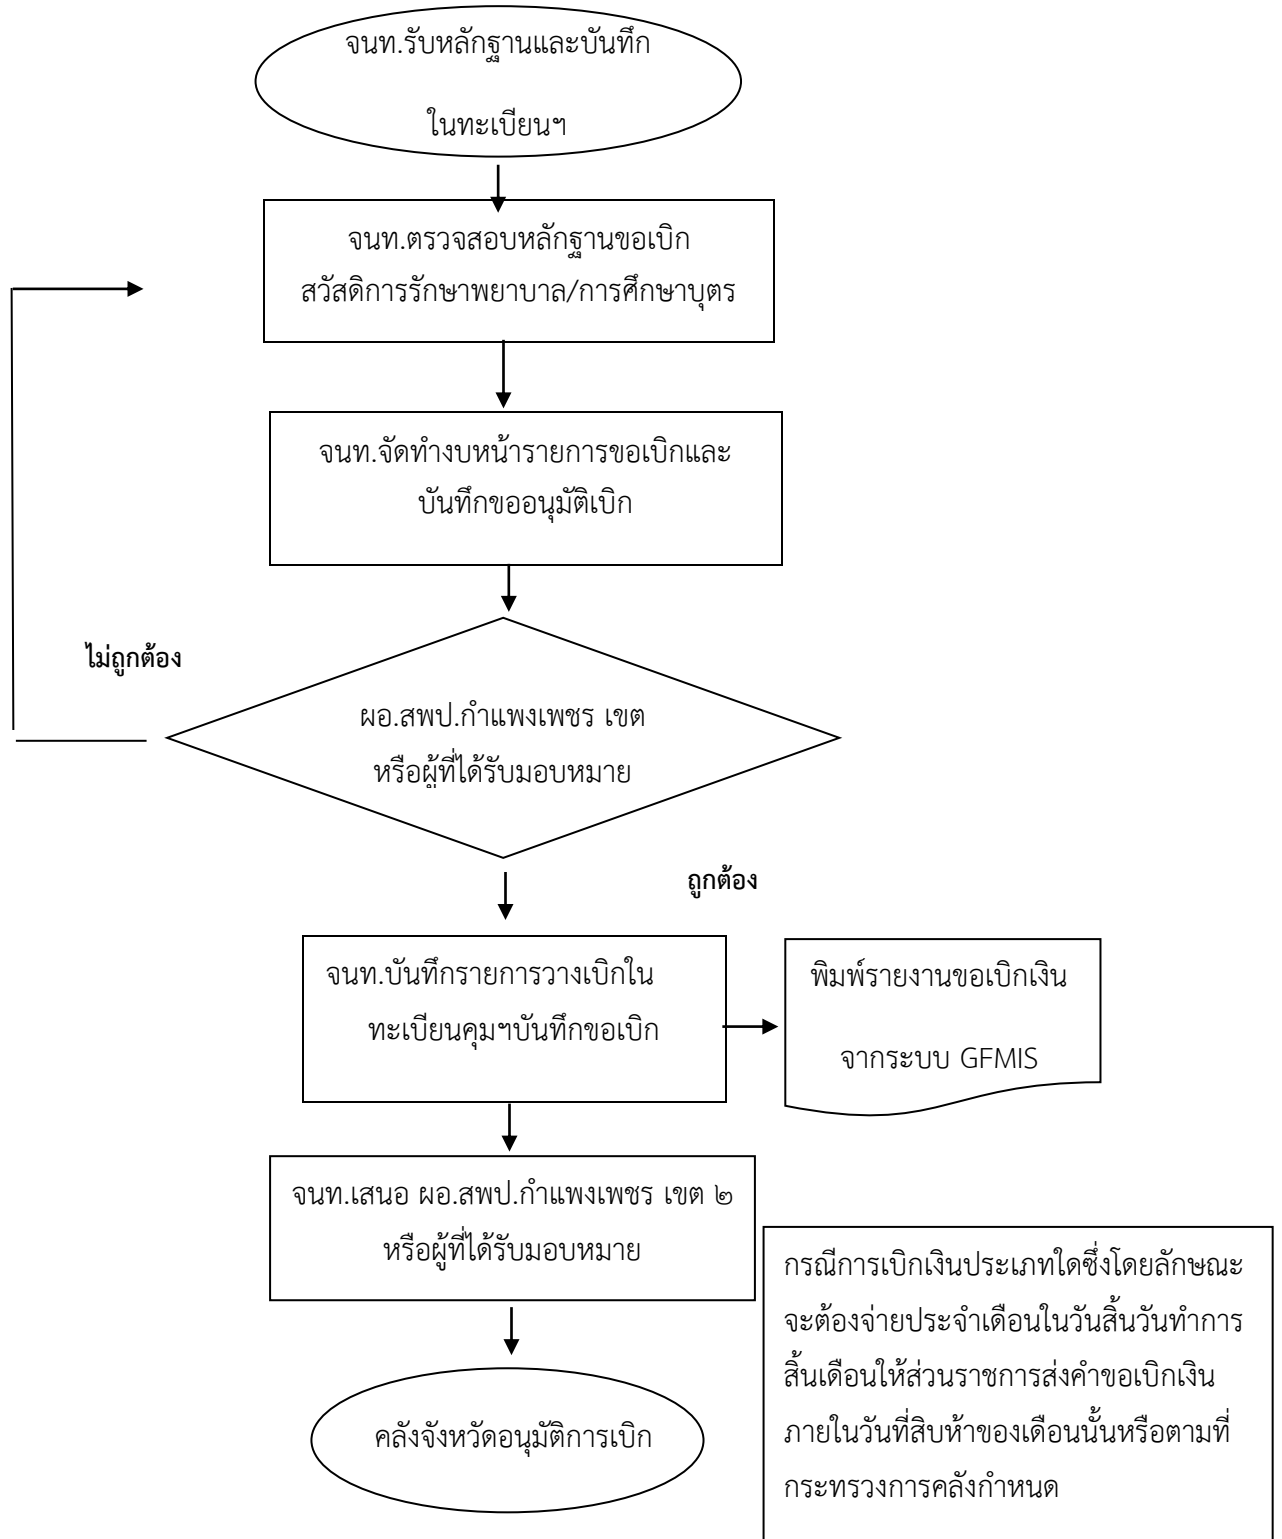 จนท.รับหลักฐานและบันทึก
ในทะเบียนฯ
จนท.ตรวจสอบหลักฐานขอเบิก
สวัสดิการรักษาพยาบาล/การศึกษาบุตร
จนท.จัดทำงบหน้ารายการขอเบิกและ
บันทึกขออนุมัติเบิก
ไม่ถูกต้อง
ผอ.สพป.กำแพงเพชร เขต
หรือผู้ที่ได้รับมอบหมาย
ถูกต้อง
จนท.บันทึกรายการวางเบิกใน
ทะเบียนคุมฯบันทึกขอเบิก
พิมพ์รายงานขอเบิกเงิน
จากระบบ GFMIS
จนท.เสนอ ผอ.สพป.กำแพงเพชร เขต ๒
หรือผู้ที่ได้รับมอบหมาย
กรณีการเบิกเงินประเภทใดซึ่งโดยลักษณะ
จะต้องจ่ายประจำเดือนในวันสิ้นวันทำการ
สิ้นเดือนให้ส่วนราชการส่งคำขอเบิกเงิน
ภายในวันที่สิบห้าของเดือนนั้นหรือตามที่
กระทรวงการคลังกำหนด
คลังจังหวัดอนุมัติการเบิก